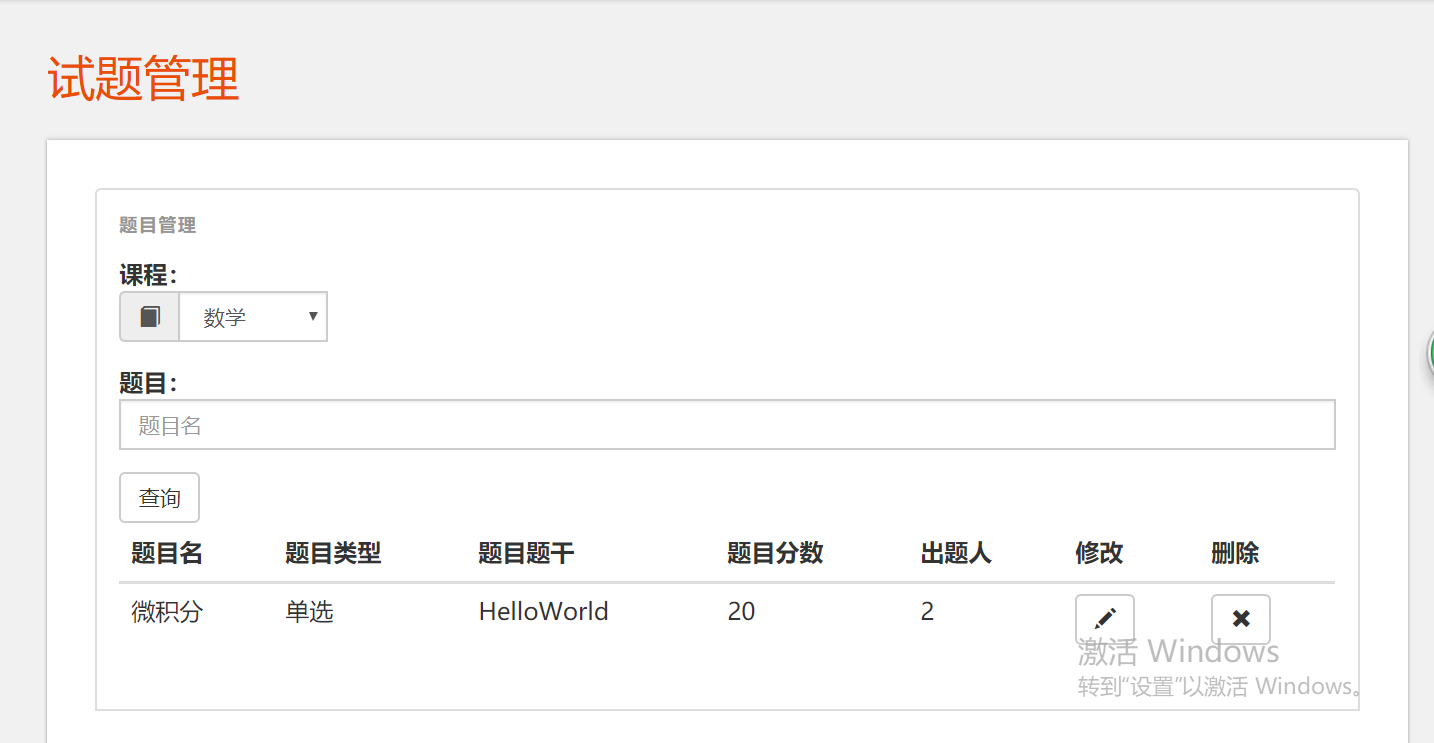 试题管理
题目管理
课程：
数学
题目：
题目名
查询
题目名 题目类型 题目题干 题目分数 出题人 修改 删除
微积分 单选 HelloWorld 20 2
激活 Windows
转到“设置”以激活 Windows。